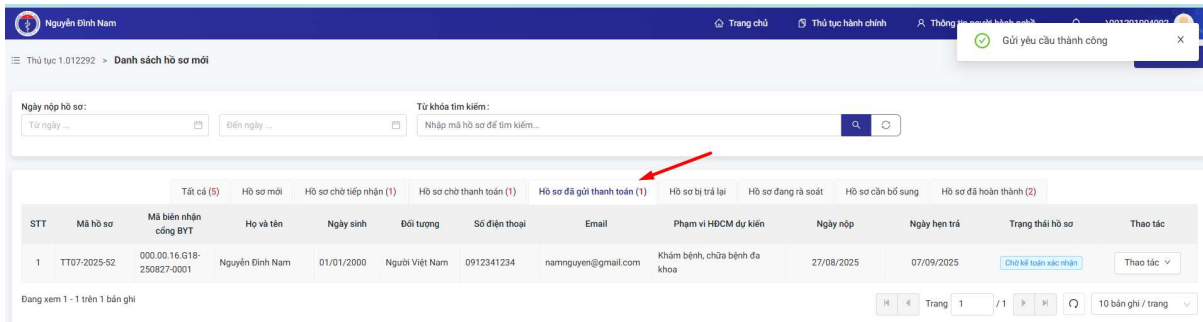 Nguyễn Đình Nam
Trang chủ
Thủ tục hành chính
Thông tin người hành nghề
Gửi yêu cầu thành công
X
Thủ tục 1.012292 > Danh sách hồ sơ mới
Ngày nộp hồ sơ:
Từ khóa tìm kiếm:
Từ ngày ...
Đến ngày ...
Nhập mã hồ sơ để tìm kiếm...
Tất cả (5)
Hồ sơ mới
Hồ sơ chờ tiếp nhận (1)
Hồ sơ chờ thanh toán (1)
Hồ sơ đã gửi thanh toán (1)
Hồ sơ bị trả lại
Hồ sơ đang rà soát
Hồ sơ cần bổ sung
Hồ sơ đã hoàn thành (2)
STT
Mã hồ sơ
Mã biên nhận
cổng BYT
Họ và tên
Ngày sinh
Đối tượng
Số điện thoại
Email
Phạm vi HĐCM dự kiến
Ngày nộp
Ngày hẹn trả
Trạng thái hồ sơ
Thao tác
1
TT07-2025-52
000.00.16.G18-
250827-0001
Nguyễn Đình Nam
01/01/2000
Người Việt Nam
0912341234
namnguyen@gmail.com
Khám bệnh, chữa bệnh đa
khoa
27/08/2025
07/09/2025
Chờ kế toán xác nhận
Thao tác
Đang xem 1 - 1 trên 1 bản ghi
Trang 1 / 1
10 bản ghi / trang